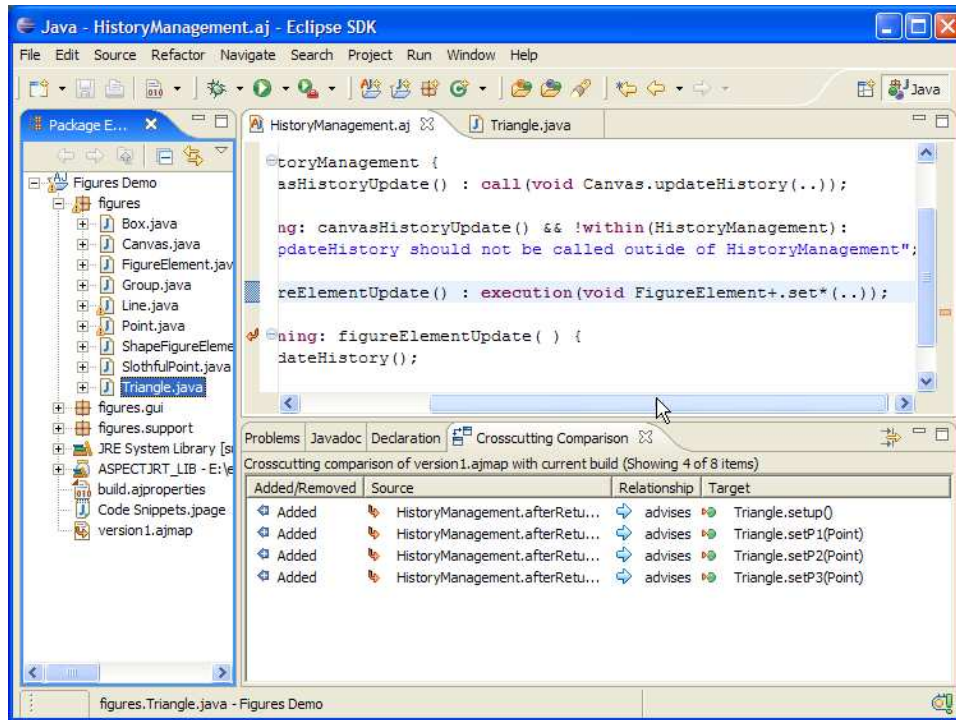 Java - HistoryManagement.aj - Eclipse SDK
File Edit Source Refactor Navigate Search Project Run Window Help
Java
Package E...
HistoryManagement.aj
Triangle.java
Figures Demo
figures
Box.java
Canvas.java
FigureElement.jav
Group.java
Line.java
Point.java
ShapeFigureEleme
SlothfulPoint.java
Triangle.java
figures.gui
figures.support
JRE System Library [su
ASPECTJRT_LIB - E:\e
build.ajproperties
Code Snippets.jpage
version1.ajmap
toryManagement {
asHistoryUpdate() : call(void Canvas.updateHistory(..));
ng: canvasHistoryUpdate() && !within(HistoryManagement):
pdateHistory should not be called outide of HistoryManagement";
reElementUpdate() : execution(void FigureElement+.set*(..));
ning: figureElementUpdate( ) {
dateHistory();
Problems Javadoc Declaration Crosscutting Comparison
Crosscutting comparison of version1.ajmap with current build (Showing 4 of 8 items)
Added/Removed Source Relationship Target
Added HistoryManagement.afterRetu... advises Triangle.setup()
Added HistoryManagement.afterRetu... advises Triangle.setP1(Point)
Added HistoryManagement.afterRetu... advises Triangle.setP2(Point)
Added HistoryManagement.afterRetu... advises Triangle.setP3(Point)
figures.Triangle.java - Figures Demo